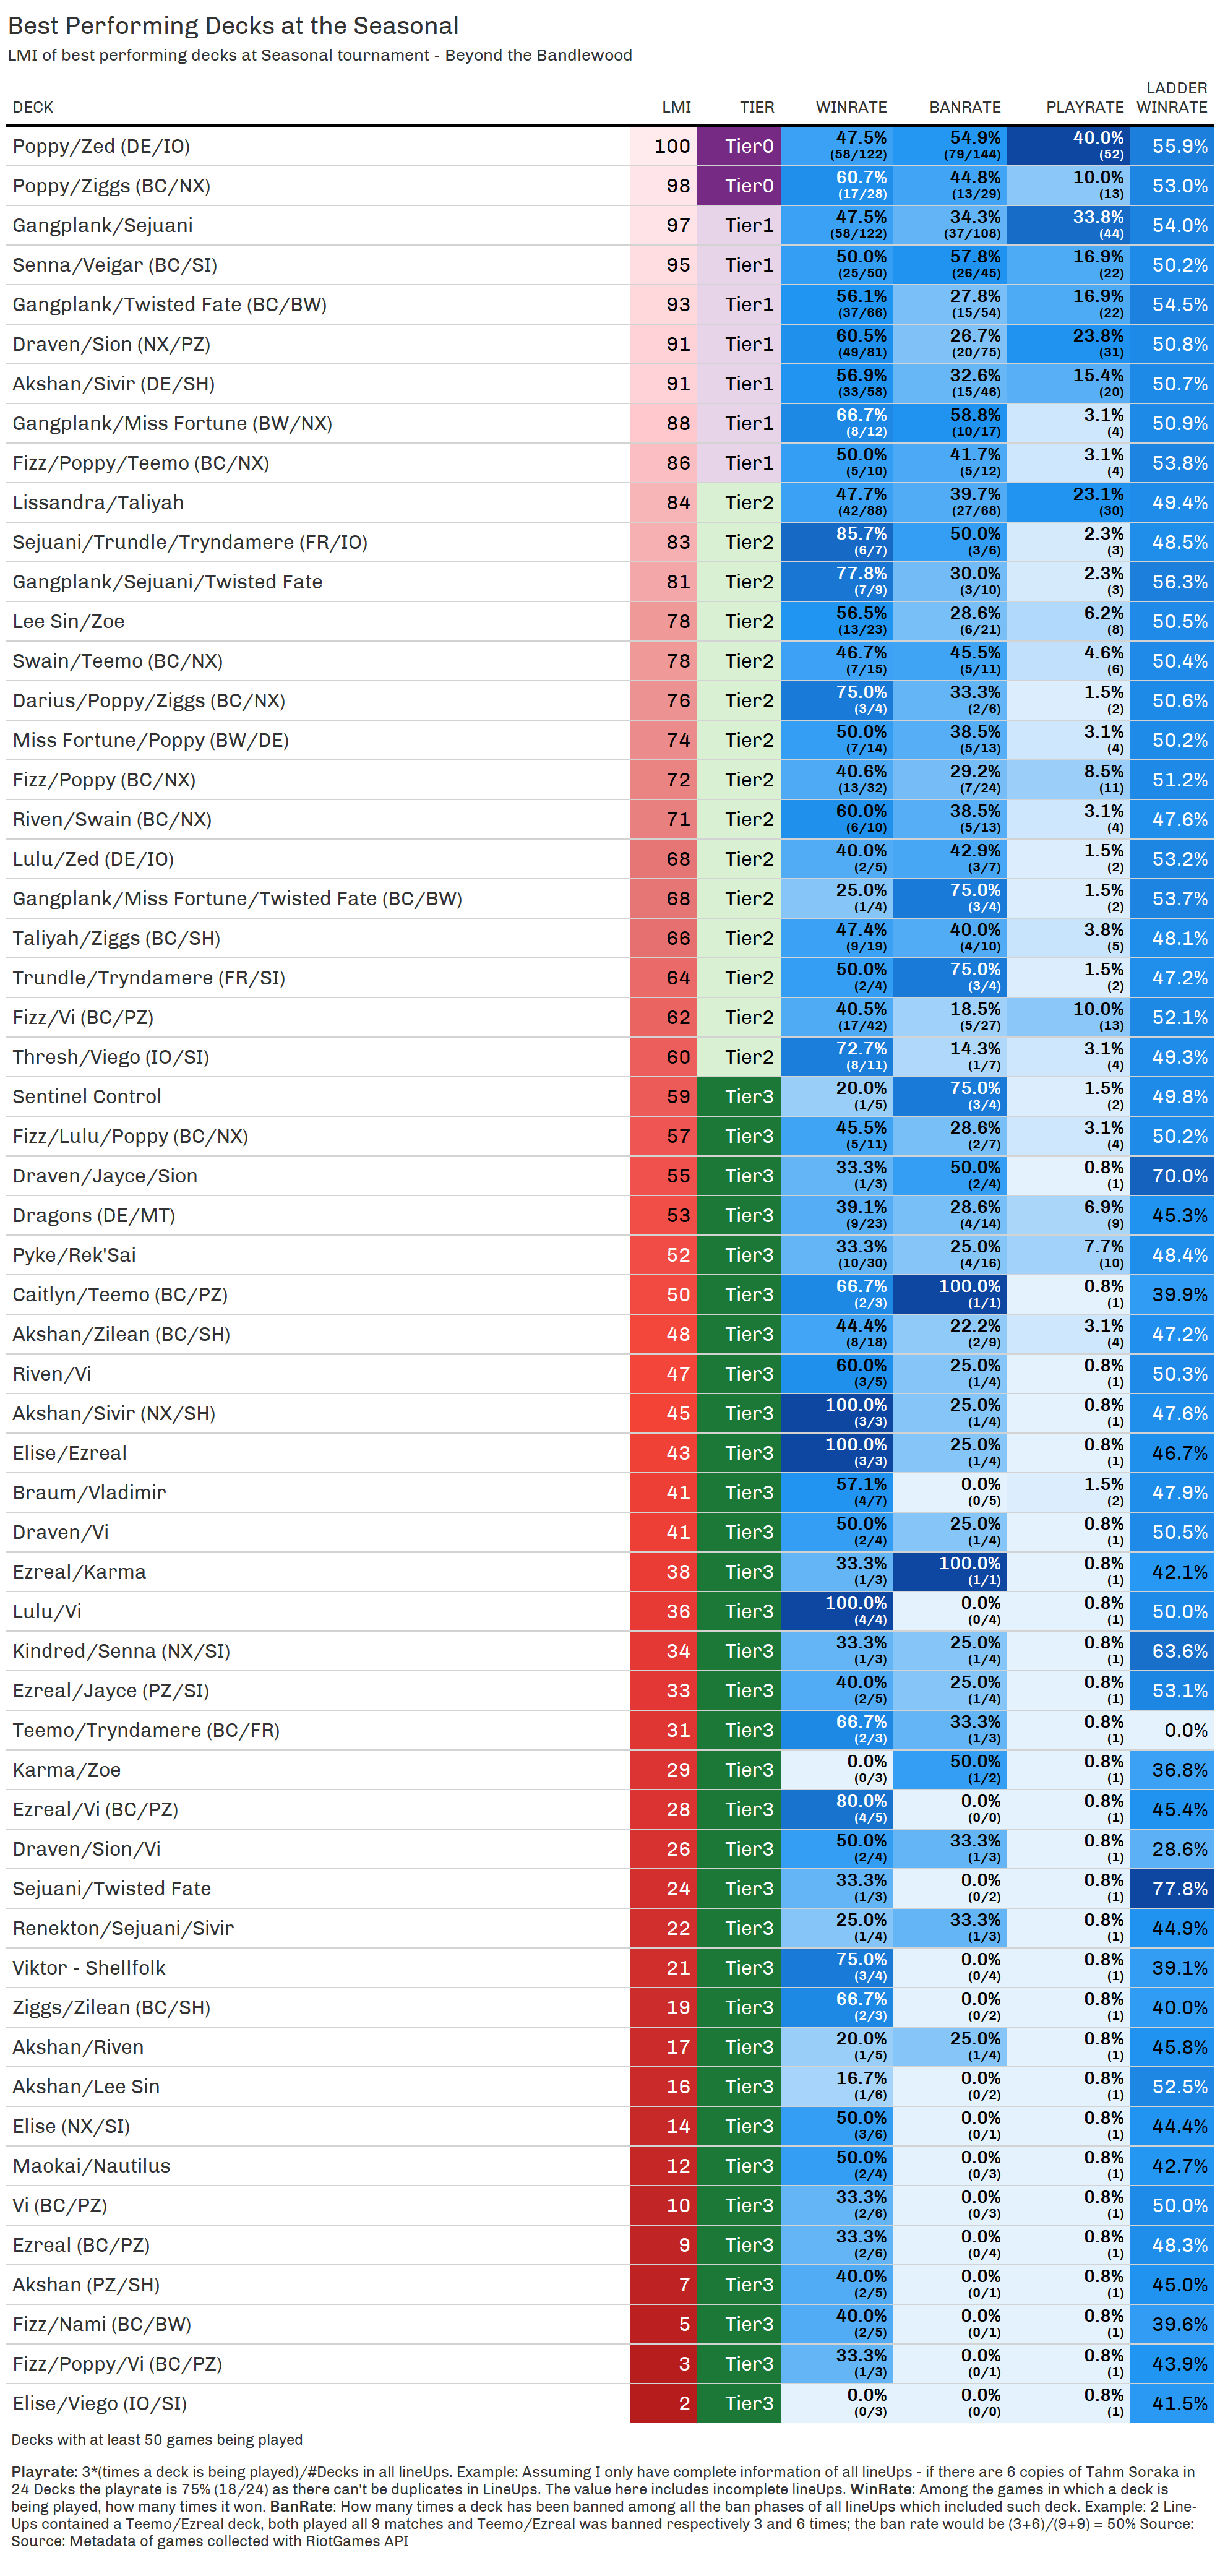 Best Performing Decks at the Seasonal
LMI of best performing decks at Seasonal tournament - Beyond the Bandlewood
DECK LMI TIER WINRATE BANRATE PLAYRATE LADDER WINRATE
Poppy/Zed (DE/IO) 100 Tier0 47.5% (58/122) 54.9% (79/144) 40.0% (52) 55.9%
Poppy/Ziggs (BC/NX) 98 Tier0 60.7% (17/28) 44.8% (13/29) 10.0% (13) 53.0%
Gangplank/Sejuani 97 Tier1 47.5% (58/122) 34.3% (37/108) 33.8% (44) 54.0%
Senna/Veigar (BC/SI) 95 Tier1 50.0% (25/50) 57.8% (26/45) 16.9% (22) 50.2%
Gangplank/Twisted Fate (BC/BW) 93 Tier1 56.1% (37/66) 27.8% (15/54) 16.9% (22) 54.5%
Draven/Sion (NX/PZ) 91 Tier1 60.5% (49/81) 26.7% (20/75) 23.8% (31) 50.8%
Akshan/Sivir (DE/SH) 91 Tier1 56.9% (33/58) 32.6% (15/46) 15.4% (20) 50.7%
Gangplank/Miss Fortune (BW/NX) 88 Tier1 66.7% (8/12) 58.8% (10/17) 3.1% (4) 50.9%
Fizz/Poppy/Teemo (BC/NX) 86 Tier1 50.0% (5/10) 41.7% (5/12) 3.1% (4) 53.8%
Lissandra/Taliyah 84 Tier2 47.7% (42/88) 39.7% (27/68) 23.1% (30) 49.4%
Sejuani/Trundle/Tryndamere (FR/IO) 83 Tier2 85.7% (6/7) 50.0% (3/6) 2.3% (3) 48.5%
Gangplank/Sejuani/Twisted Fate 81 Tier2 77.8% (7/9) 30.0% (3/10) 2.3% (3) 56.3%
Lee Sin/Zoe 78 Tier2 56.5% (13/23) 28.6% (6/21) 6.2% (8) 50.5%
Swain/Teemo (BC/NX) 78 Tier2 46.7% (7/15) 45.5% (5/11) 4.6% (6) 50.4%
Darius/Poppy/Ziggs (BC/NX) 76 Tier2 75.0% (3/4) 33.3% (2/6) 1.5% (2) 50.6%
Miss Fortune/Poppy (BW/DE) 74 Tier2 50.0% (7/14) 38.5% (5/13) 3.1% (4) 50.2%
Fizz/Poppy (BC/NX) 72 Tier2 40.6% (13/32) 29.2% (7/24) 8.5% (11) 51.2%
Riven/Swain (BC/NX) 71 Tier2 60.0% (6/10) 38.5% (5/13) 3.1% (4) 47.6%
Lulu/Zed (DE/IO) 68 Tier2 40.0% (2/5) 42.9% (3/7) 1.5% (2) 53.2%
Gangplank/Miss Fortune/Twisted Fate (BC/BW) 68 Tier2 25.0% (1/4) 75.0% (3/4) 1.5% (2) 53.7%
Taliyah/Ziggs (BC/SH) 66 Tier2 47.4% (9/19) 40.0% (4/10) 3.8% (5) 48.1%
Trundle/Tryndamere (FR/SI) 64 Tier2 50.0% (2/4) 75.0% (3/4) 1.5% (2) 47.2%
Fizz/Vi (BC/PZ) 62 Tier2 40.5% (17/42) 18.5% (5/27) 10.0% (13) 52.1%
Thresh/Viego (IO/SI) 60 Tier2 72.7% (8/11) 14.3% (1/7) 3.1% (4) 49.3%
Sentinel Control 59 Tier3 20.0% (1/5) 75.0% (3/4) 1.5% (2) 49.8%
Fizz/Lulu/Poppy (BC/NX) 57 Tier3 45.5% (5/11) 28.6% (2/7) 3.1% (4) 50.2%
Draven/Jayce/Sion 55 Tier3 33.3% (1/3) 50.0% (2/4) 0.8% (1) 70.0%
Dragons (DE/MT) 53 Tier3 39.1% (9/23) 28.6% (4/14) 6.9% (9) 45.3%
Pyke/Rek'Sai 52 Tier3 33.3% (10/30) 25.0% (4/16) 7.7% (10) 48.4%
Caitlyn/Teemo (BC/PZ) 50 Tier3 66.7% (2/3) 100.0% (1/1) 0.8% (1) 39.9%
Akshan/Zilean (BC/SH) 48 Tier3 44.4% (8/18) 22.2% (2/9) 3.1% (4) 47.2%
Riven/Vi 47 Tier3 60.0% (3/5) 25.0% (1/4) 0.8% (1) 50.3%
Akshan/Sivir (NX/SH) 45 Tier3 100.0% (3/3) 25.0% (1/4) 0.8% (1) 47.6%
Elise/Ezreal 43 Tier3 100.0% (3/3) 25.0% (1/4) 0.8% (1) 46.7%
Braum/Vladimir 41 Tier3 57.1% (4/7) 0.0% (0/5) 1.5% (2) 47.9%
Draven/Vi 41 Tier3 50.0% (2/4) 25.0% (1/4) 0.8% (1) 50.5%
Ezreal/Karma 38 Tier3 33.3% (1/3) 100.0% (1/1) 0.8% (1) 42.1%
Lulu/Vi 36 Tier3 100.0% (4/4) 0.0% (0/4) 0.8% (1) 50.0%
Kindred/Senna (NX/SI) 34 Tier3 33.3% (1/3) 25.0% (1/4) 0.8% (1) 63.6%
Ezreal/Jayce (PZ/SI) 33 Tier3 40.0% (2/5) 25.0% (1/4) 0.8% (1) 53.1%
Teemo/Tryndamere (BC/FR) 31 Tier3 66.7% (2/3) 33.3% (1/3) 0.8% (1) 0.0%
Karma/Zoe 29 Tier3 0.0% (0/3) 50.0% (1/2) 0.8% (1) 36.8%
Ezreal/Vi (BC/PZ) 28 Tier3 80.0% (4/5) 0.0% (0/0) 0.8% (1) 45.4%
Draven/Sion/Vi 26 Tier3 50.0% (2/4) 33.3% (1/3) 0.8% (1) 28.6%
Sejuani/Twisted Fate 24 Tier3 33.3% (1/3) 0.0% (0/2) 0.8% (1) 77.8%
Renekton/Sejuani/Sivir 22 Tier3 25.0% (1/4) 33.3% (1/3) 0.8% (1) 44.9%
Viktor - Shellfolk 21 Tier3 75.0% (3/4) 0.0% (0/4) 0.8% (1) 39.1%
Ziggs/Zilean (BC/SH) 19 Tier3 66.7% (2/3) 0.0% (0/2) 0.8% (1) 40.0%
Akshan/Riven 17 Tier3 20.0% (1/5) 25.0% (1/4) 0.8% (1) 45.8%
Akshan/Lee Sin 16 Tier3 16.7% (1/6) 0.0% (0/2) 0.8% (1) 52.5%
Elise (NX/SI) 14 Tier3 50.0% (3/6) 0.0% (0/1) 0.8% (1) 44.4%
Maokai/Nautilus 12 Tier3 50.0% (2/4) 0.0% (0/3) 0.8% (1) 42.7%
Vi (BC/PZ) 10 Tier3 33.3% (2/6) 0.0% (0/3) 0.8% (1) 50.0%
Ezreal (BC/PZ) 9 Tier3 33.3% (2/6) 0.0% (0/4) 0.8% (1) 48.3%
Akshan (PZ/SH) 7 Tier3 40.0% (2/5) 0.0% (0/1) 0.8% (1) 45.0%
Fizz/Nami (BC/BW) 5 Tier3 40.0% (2/5) 0.0% (0/1) 0.8% (1) 39.6%
Fizz/Poppy/Vi (BC/PZ) 3 Tier3 33.3% (1/3) 0.0% (0/1) 0.8% (1) 43.9%
Elise/Viego (IO/SI) 2 Tier3 0.0% (0/3) 0.0% (0/0) 0.8% (1) 41.5%
Decks with at least 50 games being played
Playrate: 3*(times a deck is being played)/#Decks in all lineUps. Example: Assuming I only have complete information of all lineUps - if there are 6 copies of Tahm Soraka in
24 Decks the playrate is 75% (18/24) as there can't be duplicates in LineUps. The value here includes incomplete lineUps. WinRate: Among the games in which a deck is
being played, how many times it won. BanRate: How many times a deck has been banned among all the ban phases of all lineUps which included such deck. Example: 2 Line-
Ups contained a Teemo/Ezreal deck, both played all 9 matches and Teemo/Ezreal was banned respectively 3 and 6 times; the ban rate would be (3+6)/(9+9) = 50% Source:
Source: Metadata of games collected with RiotGames API